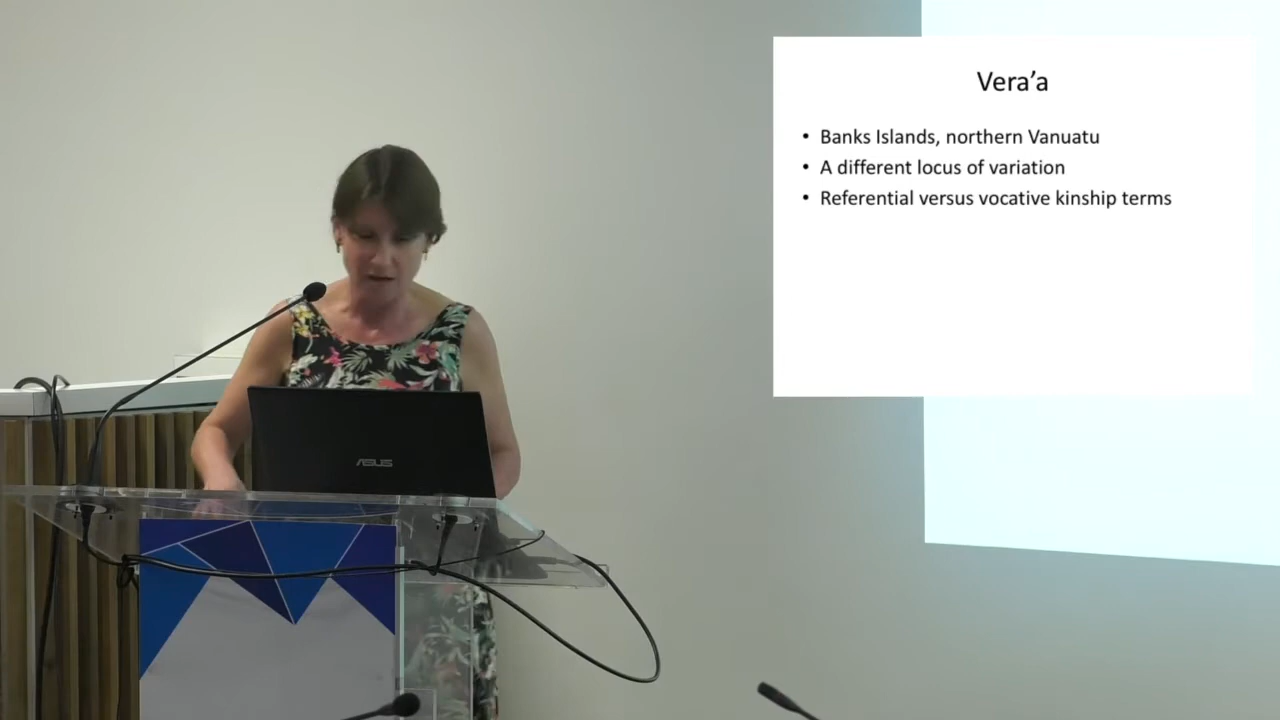 Vera’a
• Banks Islands, northern Vanuatu
• A different locus of variation
• Referential versus vocative kinship terms
ASUS